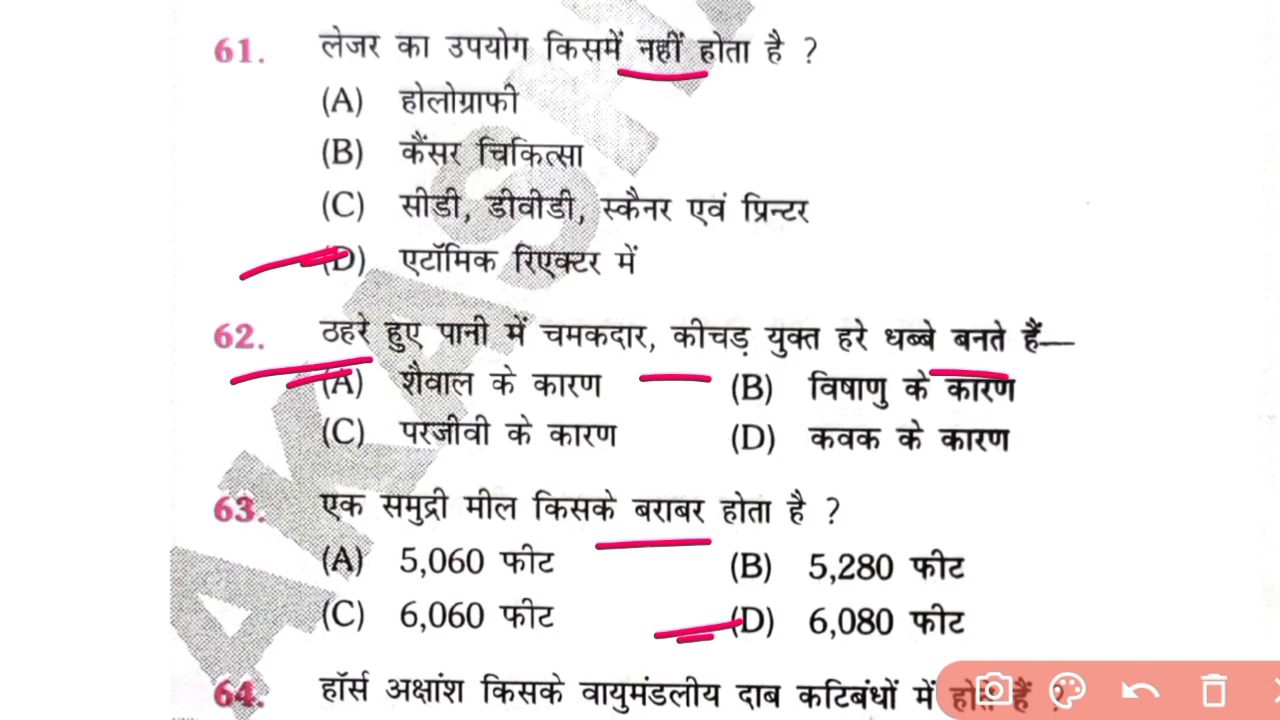 61. लेजर का उपयोग किसमें नहीं होता है ?
(A) होलोग्राफी
(B) कैंसर चिकित्सा
(C) सीडी, डीवीडी, स्कैनर एवं प्रिन्टर
(D) एटॉमिक रिएक्टर में
62. ठहरे हुए पानी में चमकदार, कीचड़ युक्त हरे धब्बे बनते हैं—
(A) शैवाल के कारण (B) विषाणु के कारण
(C) परजीवी के कारण (D) कवक के कारण
63. एक समुद्री मील किसके बराबर होता है ?
(A) 5,060 फीट (B) 5,280 फीट
(C) 6,060 फीट (D) 6,080 फीट
64. हॉर्स अक्षांश किसके वायुमंडलीय दाब कटिबंधों में होते हैं ?